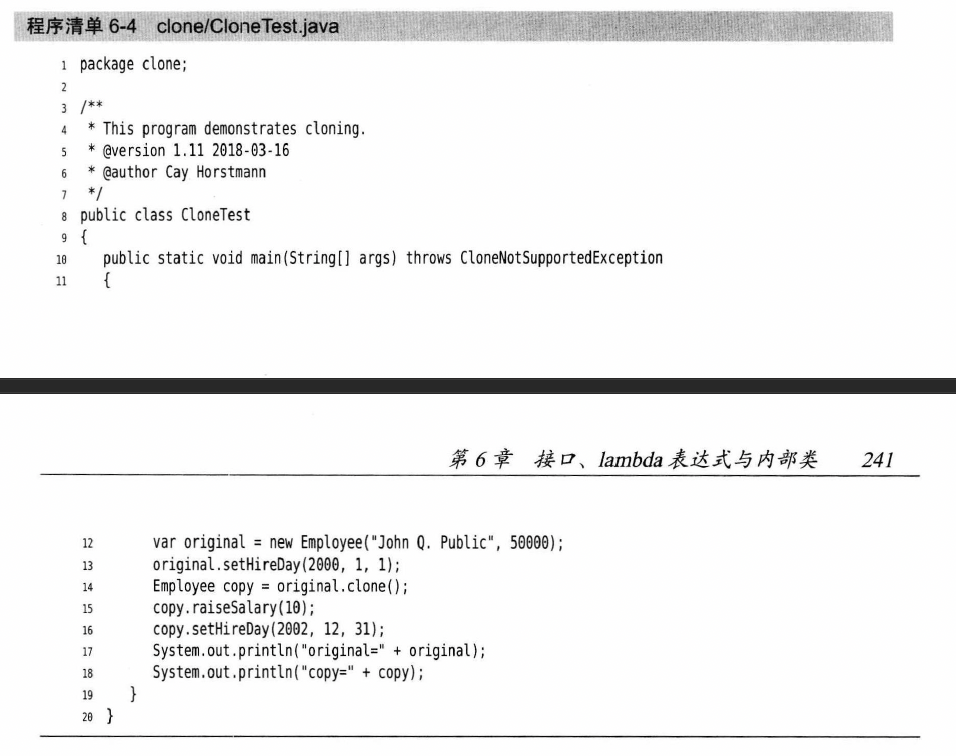 程序清单 6-4 clone/CloneTest.java
1 package clone;
2
3 /**
4  * This program demonstrates cloning.
5  * @version 1.11 2018-03-16
6  * @author Cay Horstmann
7  */
8 public class CloneTest
9 {
10    public static void main(String[] args) throws CloneNotSupportedException
11    {
第 6 章 接口、lambda 表达式与内部类 241
12       var original = new Employee("John Q. Public", 50000);
13       original.setHireDay(2000, 1, 1);
14       Employee copy = original.clone();
15       copy.raiseSalary(10);
16       copy.setHireDay(2002, 12, 31);
17       System.out.println("original=" + original);
18       System.out.println("copy=" + copy);
19    }
20 }